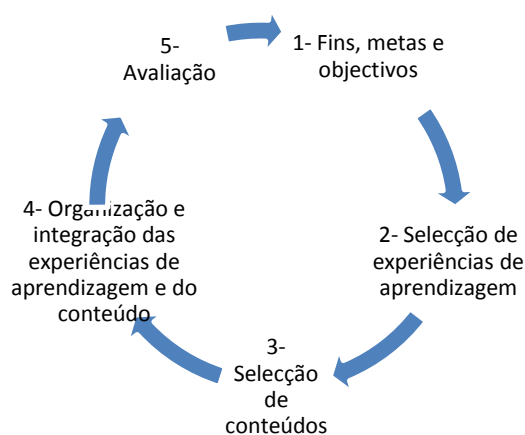 1- Fins, metas e
objectivos
2- Selecção de
experiências de
aprendizagem
3-
Selecção
de
conteúdos
4- Organização e
integração das
experiências de
aprendizagem e do
conteúdo
5-
Avaliação